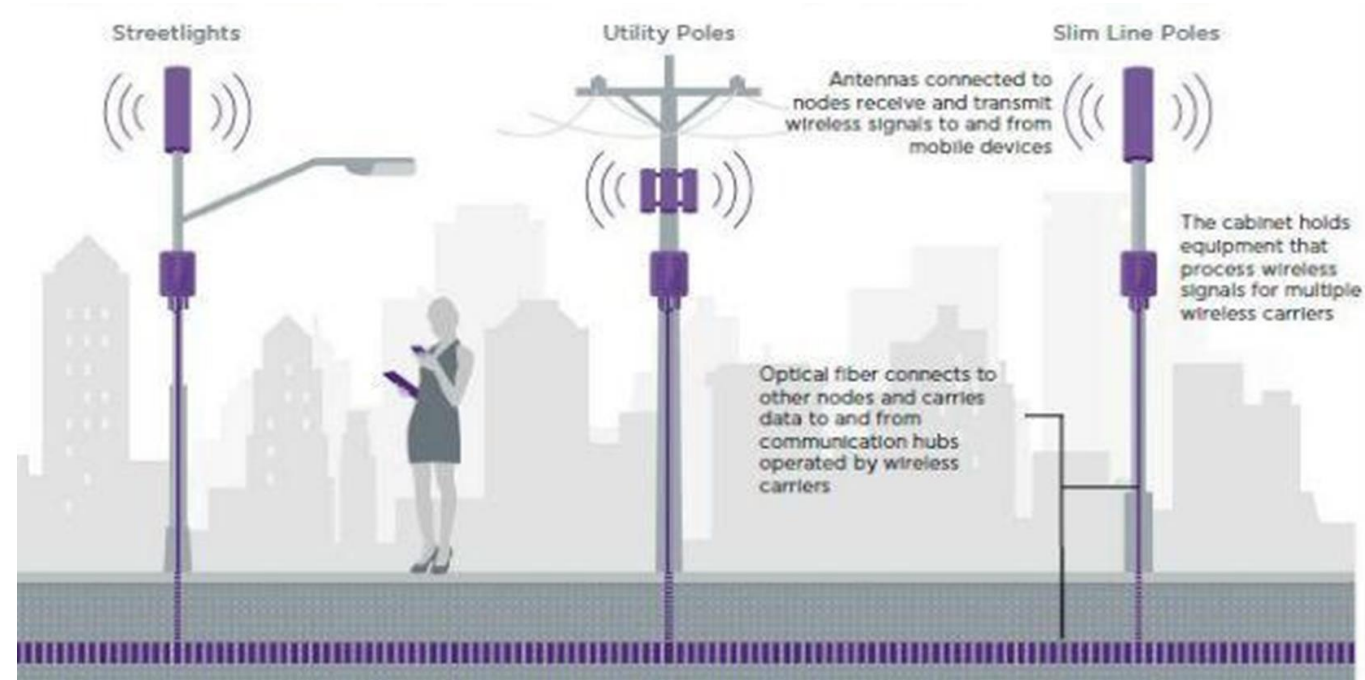 Streetlights
Utility Poles
Slim Line Poles
Antennas connected to
nodes receive and transmit
wireless signals to and from
mobile devices
The cabinet holds
equipment that
process wireless
signals for multiple
wireless carriers
Optical fiber connects to
other nodes and carries
data to and from
communication hubs
operated by wireless
carriers